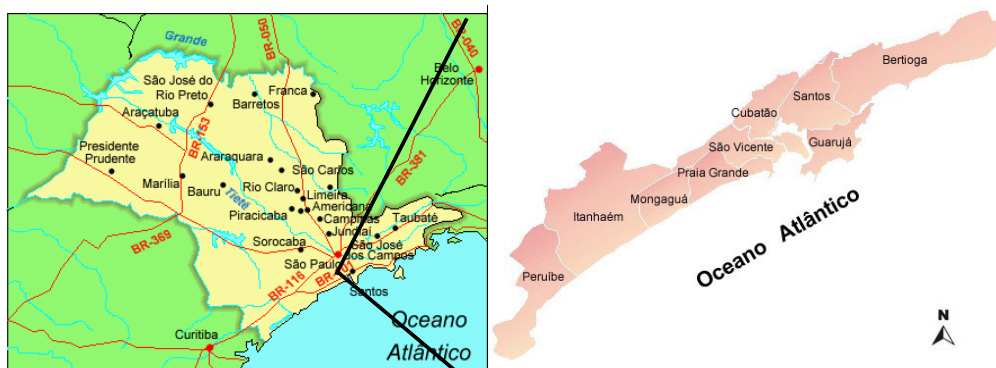 Grande
BR-050
BR-040
Belo
Horizonte
São José do
Rio Preto
Barretos
Franca
Araçatuba
BR-153
Presidente
Prudente
Araraquara
São Carlos
BR-381
Marília
Bauru
Tietê
Rio Claro
Limeira
Americana
Piracicaba
Campinas
Taubaté
Jundiaí
BR-369
Sorocaba
São José
dos Campos
São Paulo
BR-116
BR-101
Santos
Curitiba
Oceano
Atlântico
Bertioga
Santos
Cubatão
São Vicente
Guarujá
Praia Grande
Mongaguá
Itanhaém
Peruíbe
Oceano Atlântico
N